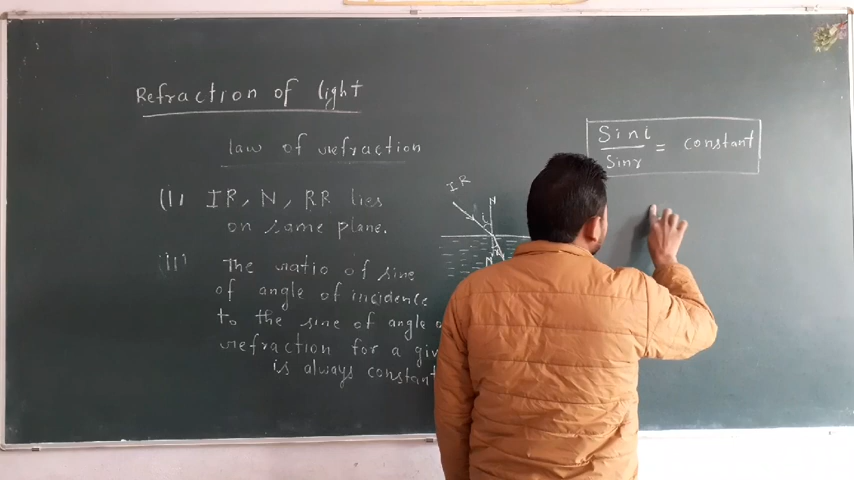 Refraction of light
law of refraction
(i) IR, N, RR lies
on same plane.
(ii) The ratio of sine
of angle of incidence
to the sine of angle
refraction for a
is always constant
IR
N
i
r
N
Sin i
Sin r
= constant